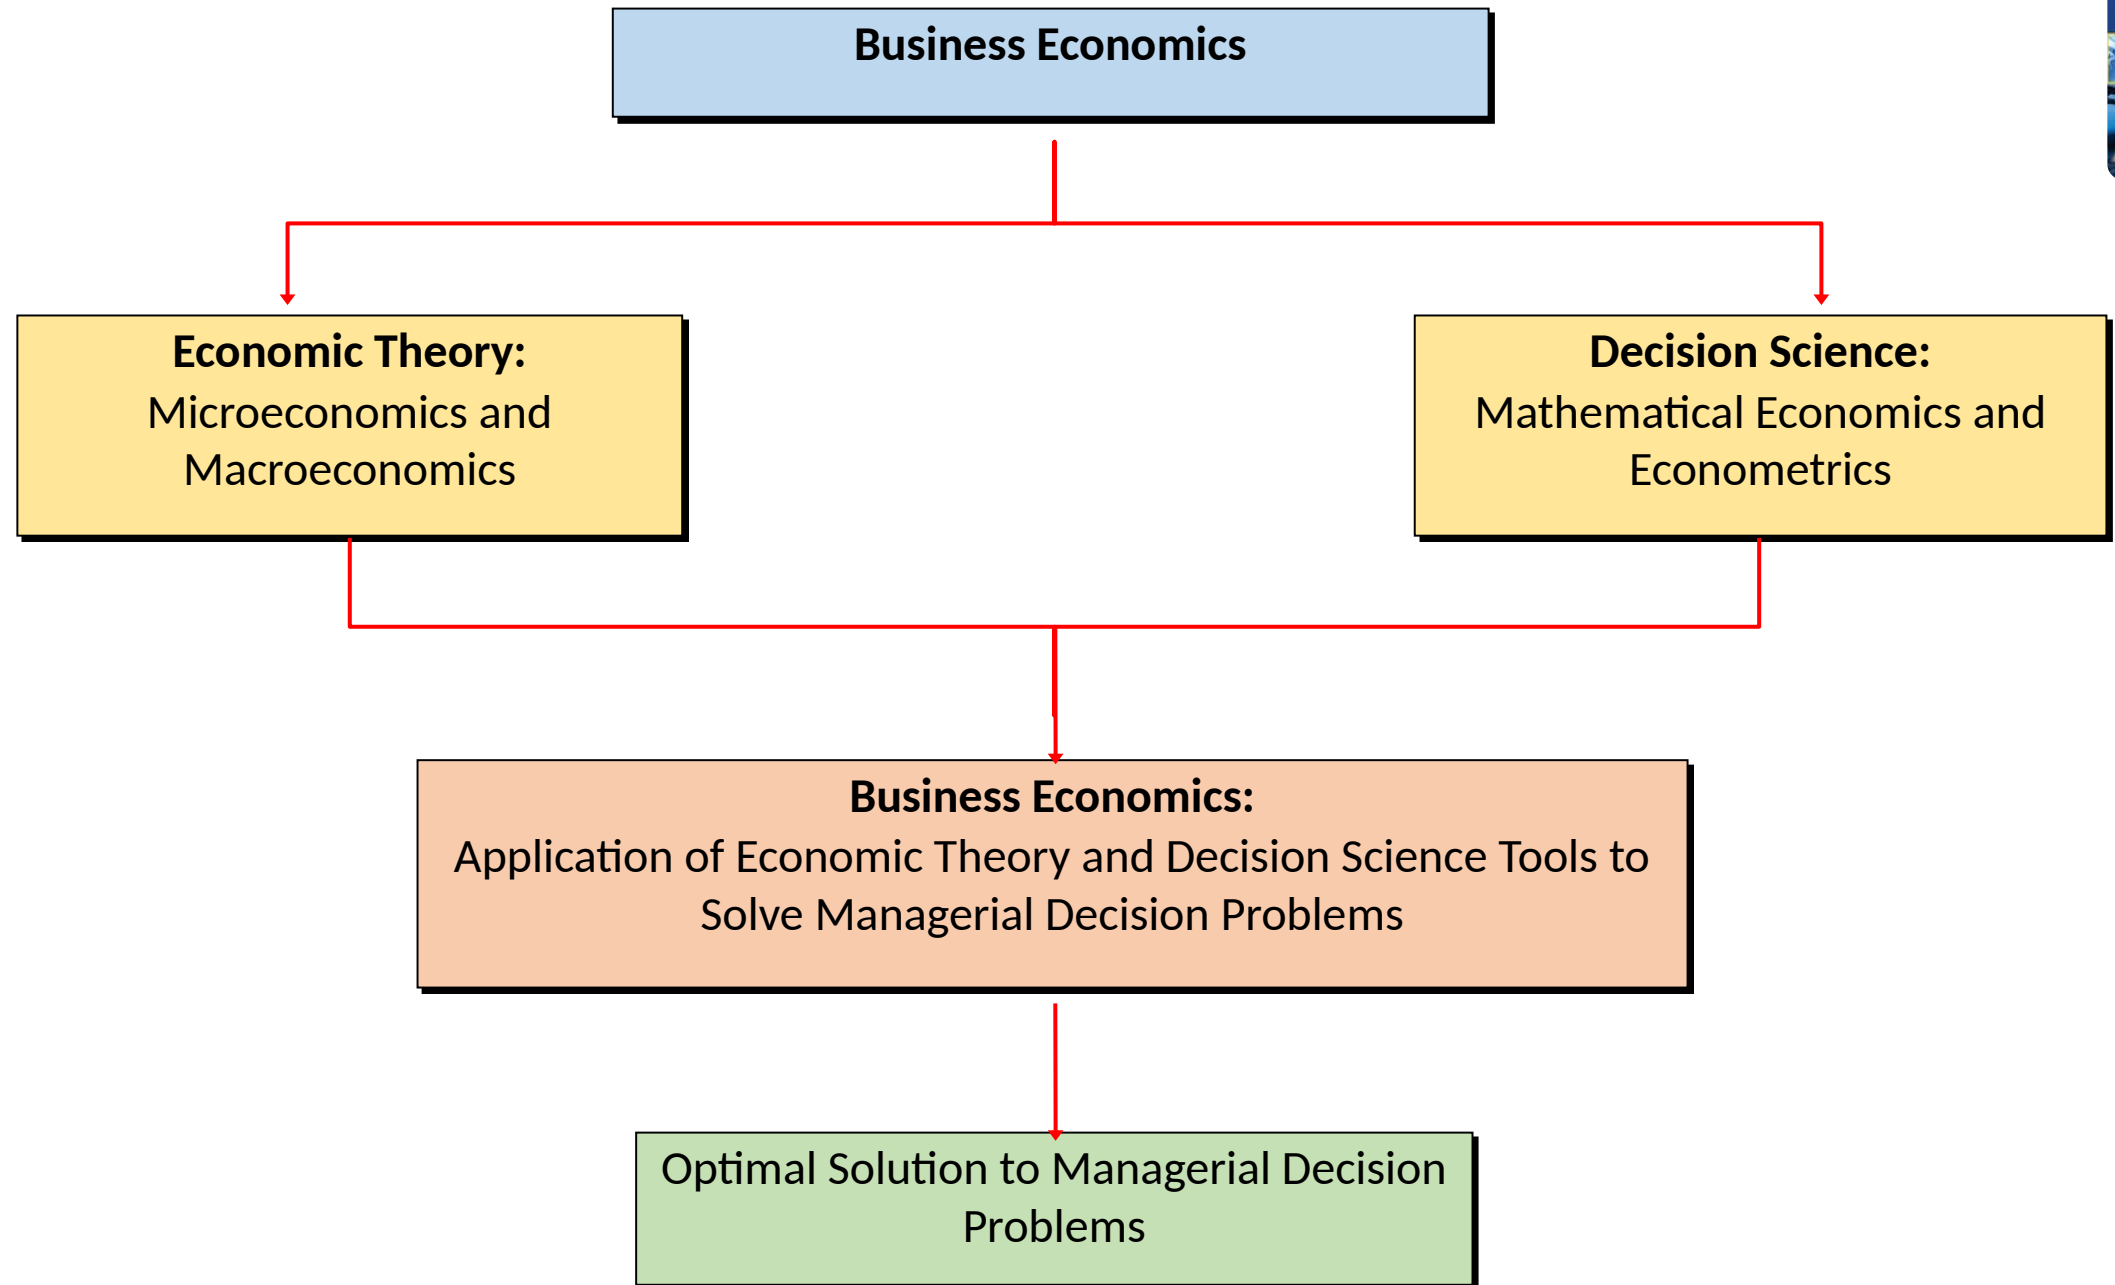 Business Economics
Economic Theory:
Microeconomics and
Macroeconomics
Decision Science:
Mathematical Economics and
Econometrics
Business Economics:
Application of Economic Theory and Decision Science Tools to
Solve Managerial Decision Problems
Optimal Solution to Managerial Decision
Problems